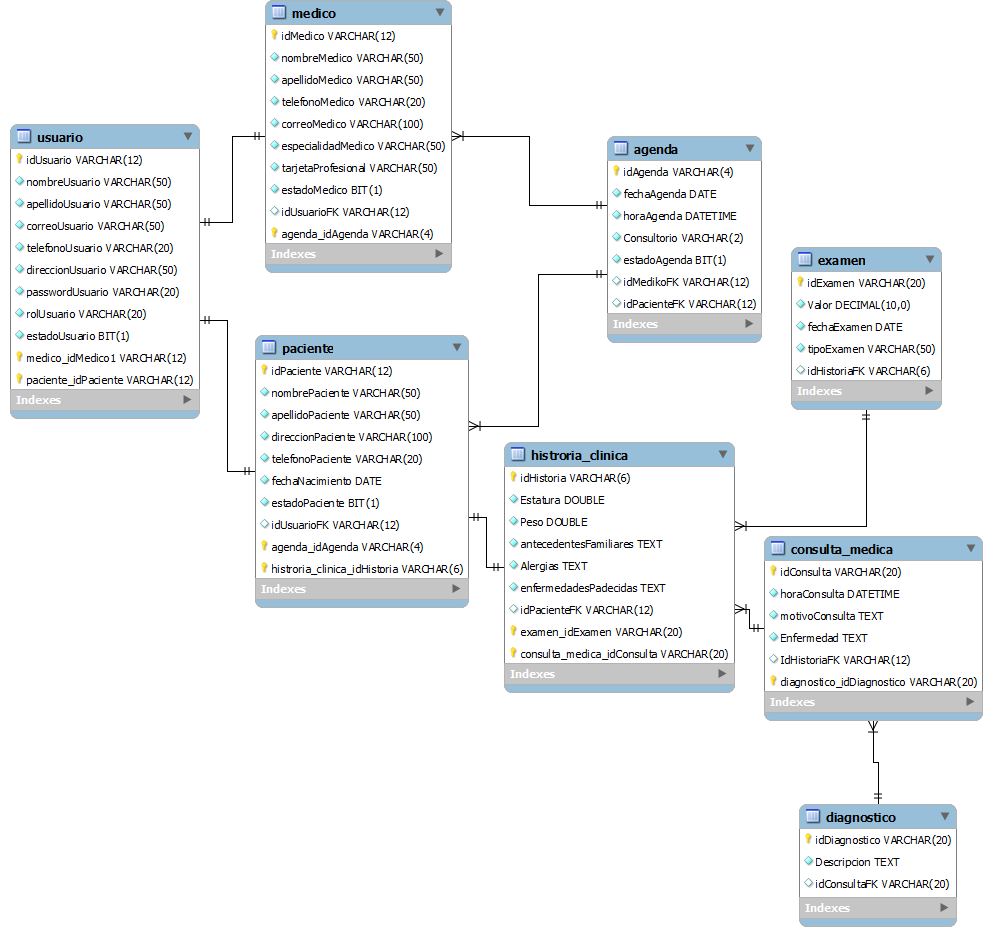 medico
idMedico VARCHAR(12)
nombreMedico VARCHAR(50)
apellidoMedico VARCHAR(50)
telefonoMedico VARCHAR(20)
correoMedico VARCHAR(100)
especialidadMedico VARCHAR(50)
tarjetaProfesional VARCHAR(50)
estadoMedico BIT(1)
idUsuarioFK VARCHAR(12)
agenda_idAgenda VARCHAR(4)
Indexes
usuario
idUsuario VARCHAR(12)
nombreUsuario VARCHAR(50)
apellidoUsuario VARCHAR(50)
correoUsuario VARCHAR(50)
telefonoUsuario VARCHAR(20)
direccionUsuario VARCHAR(50)
passwordUsuario VARCHAR(20)
rolUsuario VARCHAR(20)
estadoUsuario BIT(1)
medico_idMedico1 VARCHAR(12)
paciente_idPaciente VARCHAR(12)
Indexes
agenda
idAgenda VARCHAR(4)
fechaAgenda DATE
horaAgenda DATETIME
Consultorio VARCHAR(2)
estadoAgenda BIT(1)
idMedikoFK VARCHAR(12)
idPacienteFK VARCHAR(12)
Indexes
examen
idExamen VARCHAR(20)
Valor DECIMAL(10,0)
fechaExamen DATE
tipoExamen VARCHAR(50)
idHistoriaFK VARCHAR(6)
Indexes
paciente
idPaciente VARCHAR(12)
nombrePaciente VARCHAR(50)
apellidoPaciente VARCHAR(50)
direccionPaciente VARCHAR(100)
telefonoPaciente VARCHAR(20)
fechaNacimiento DATE
estadoPaciente BIT(1)
idUsuarioFK VARCHAR(12)
agenda_idAgenda VARCHAR(4)
histroria_clinica_idHistoria VARCHAR(6)
Indexes
histroria_clinica
idHistoria VARCHAR(6)
Estatura DOUBLE
Peso DOUBLE
antecedentesFamiliares TEXT
Alergias TEXT
enfermedadesPadecidas TEXT
idPacienteFK VARCHAR(12)
examen_idExamen VARCHAR(20)
consulta_medica_idConsulta VARCHAR(20)
Indexes
consulta_medica
idConsulta VARCHAR(20)
horaConsulta DATETIME
motivoConsulta TEXT
Enfermedad TEXT
IdHistoriaFK VARCHAR(12)
diagnostico_idDiagnostico VARCHAR(20)
Indexes
diagnostico
idDiagnostico VARCHAR(20)
Descripcion TEXT
idConsultaFK VARCHAR(20)
Indexes